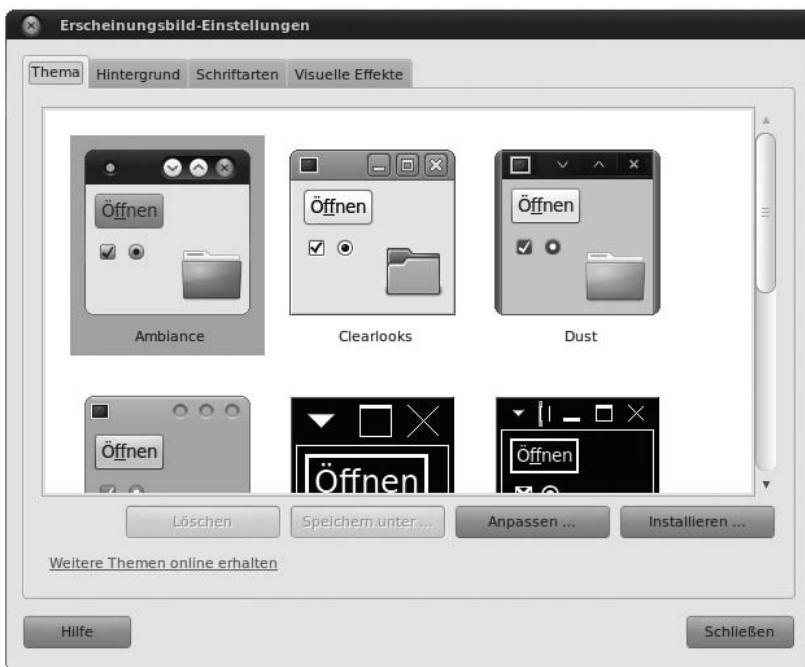 Erscheinungsbild-Einstellungen
Thema Hintergrund Schriftarten Visuelle Effekte
Öffnen Öffnen Öffnen
Ambiance Clearlooks Dust
Öffnen Öffnen Öffnen
Löschen Speichern unter ... Anpassen ... Installieren ...
Weitere Themen online erhalten
Hilfe Schließen